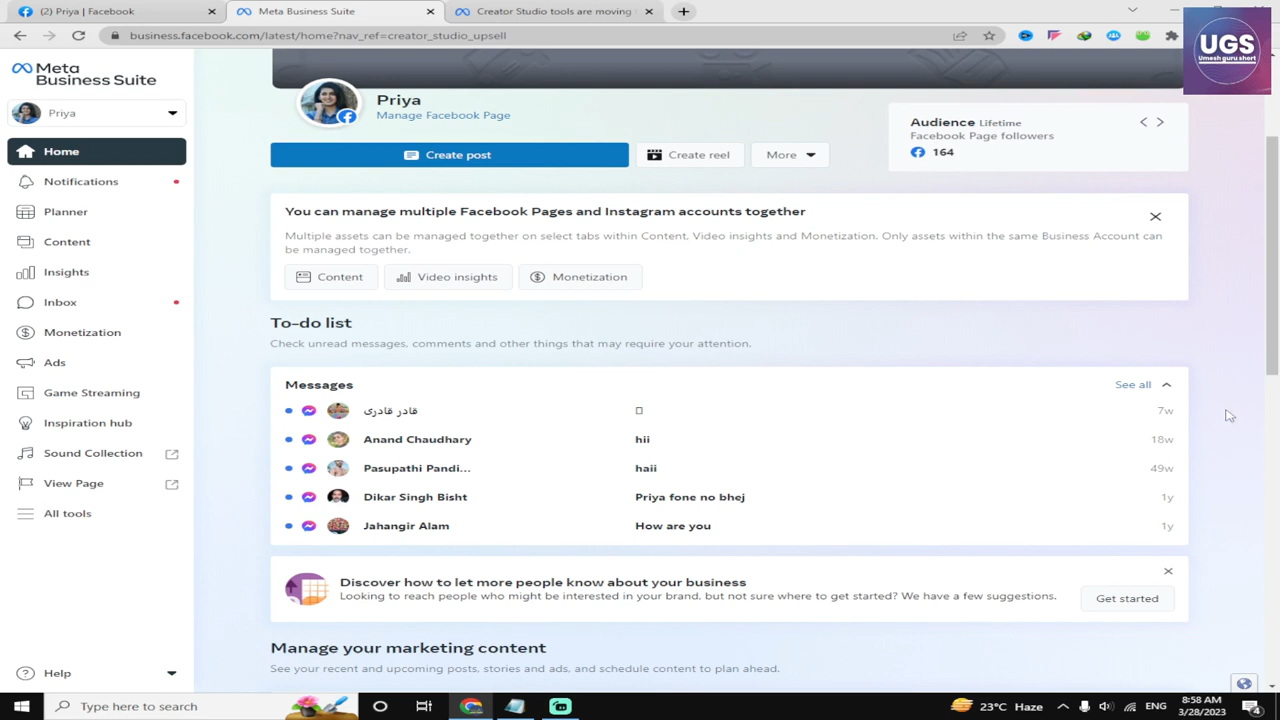 (2) Priya | Facebook
Meta Business Suite
Creator Studio tools are moving
business.facebook.com/latest/home?nav_ref=creator_studio_upsell
UGS
Umesh guru short
Meta
Business Suite
Priya
Home
Notifications
Planner
Content
Insights
Inbox
Monetization
Ads
Game Streaming
Inspiration hub
Sound Collection
View Page
All tools
Help
Priya
Manage Facebook Page
Create post
Create reel
More
Audience Lifetime
Facebook Page followers
164
You can manage multiple Facebook Pages and Instagram accounts together
Multiple assets can be managed together on select tabs within Content, Video insights and Monetization. Only assets within the same Business Account can
be managed together.
Content
Video insights
Monetization
To-do list
Check unread messages, comments and other things that may require your attention.
Messages
See all
قادر قادری 7w
Anand Chaudhary hii 18w
Pasupathi Pandi... haii 49w
Dikar Singh Bisht Priya fone no bhej 1y
Jahangir Alam How are you 1y
Discover how to let more people know about your business
Looking to reach people who might be interested in your brand, but not sure where to get started? We have a few suggestions.
Get started
Manage your marketing content
See your recent and upcoming posts, stories and ads, and schedule content to plan ahead.
Type here to search
23°C Haze
ENG
8:58 AM
3/28/2023
4